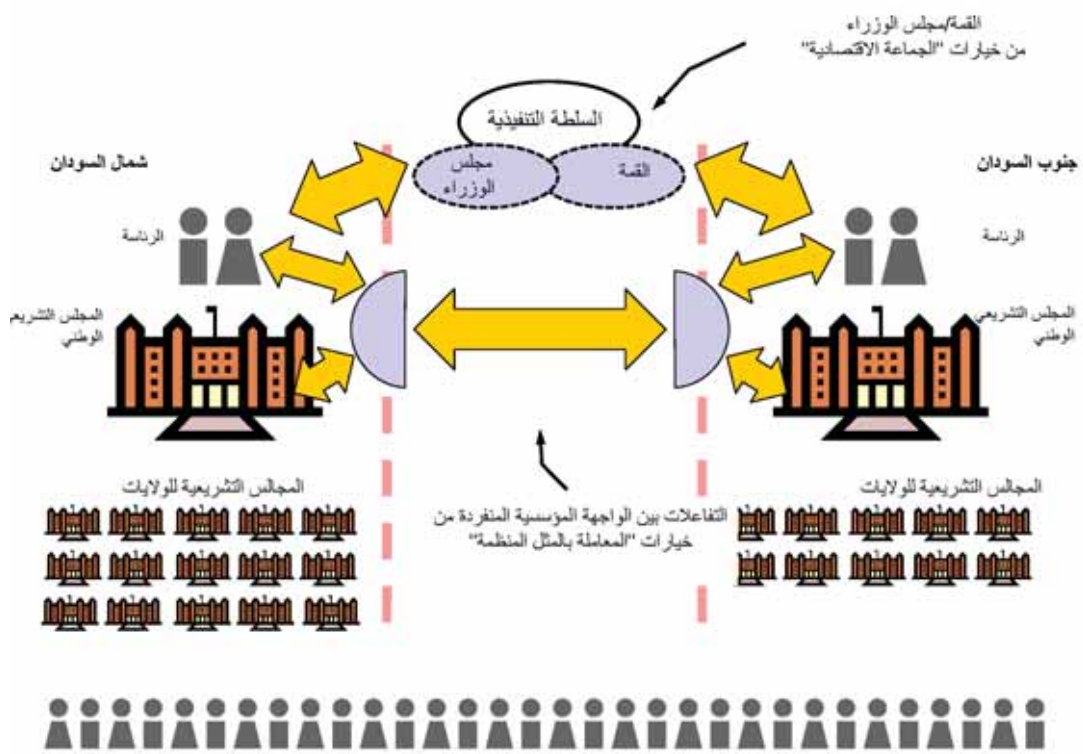 القمة/مجلس الوزراء
من خيارات "الجماعة الاقتصادية"
السلطة التنفيذية
جنوب السودان
القمة
مجلس
الوزراء
شمال السودان
الرئاسة
الرئاسة
المجلس التشريعي
الوطني
المجلس التشريعي
الوطني
المجالس التشريعية للولايات
المجالس التشريعية للولايات
التفاعلات بين الواجهة المؤسسية المنفردة من
خيارات "المعاملة بالمثل المنظمة"